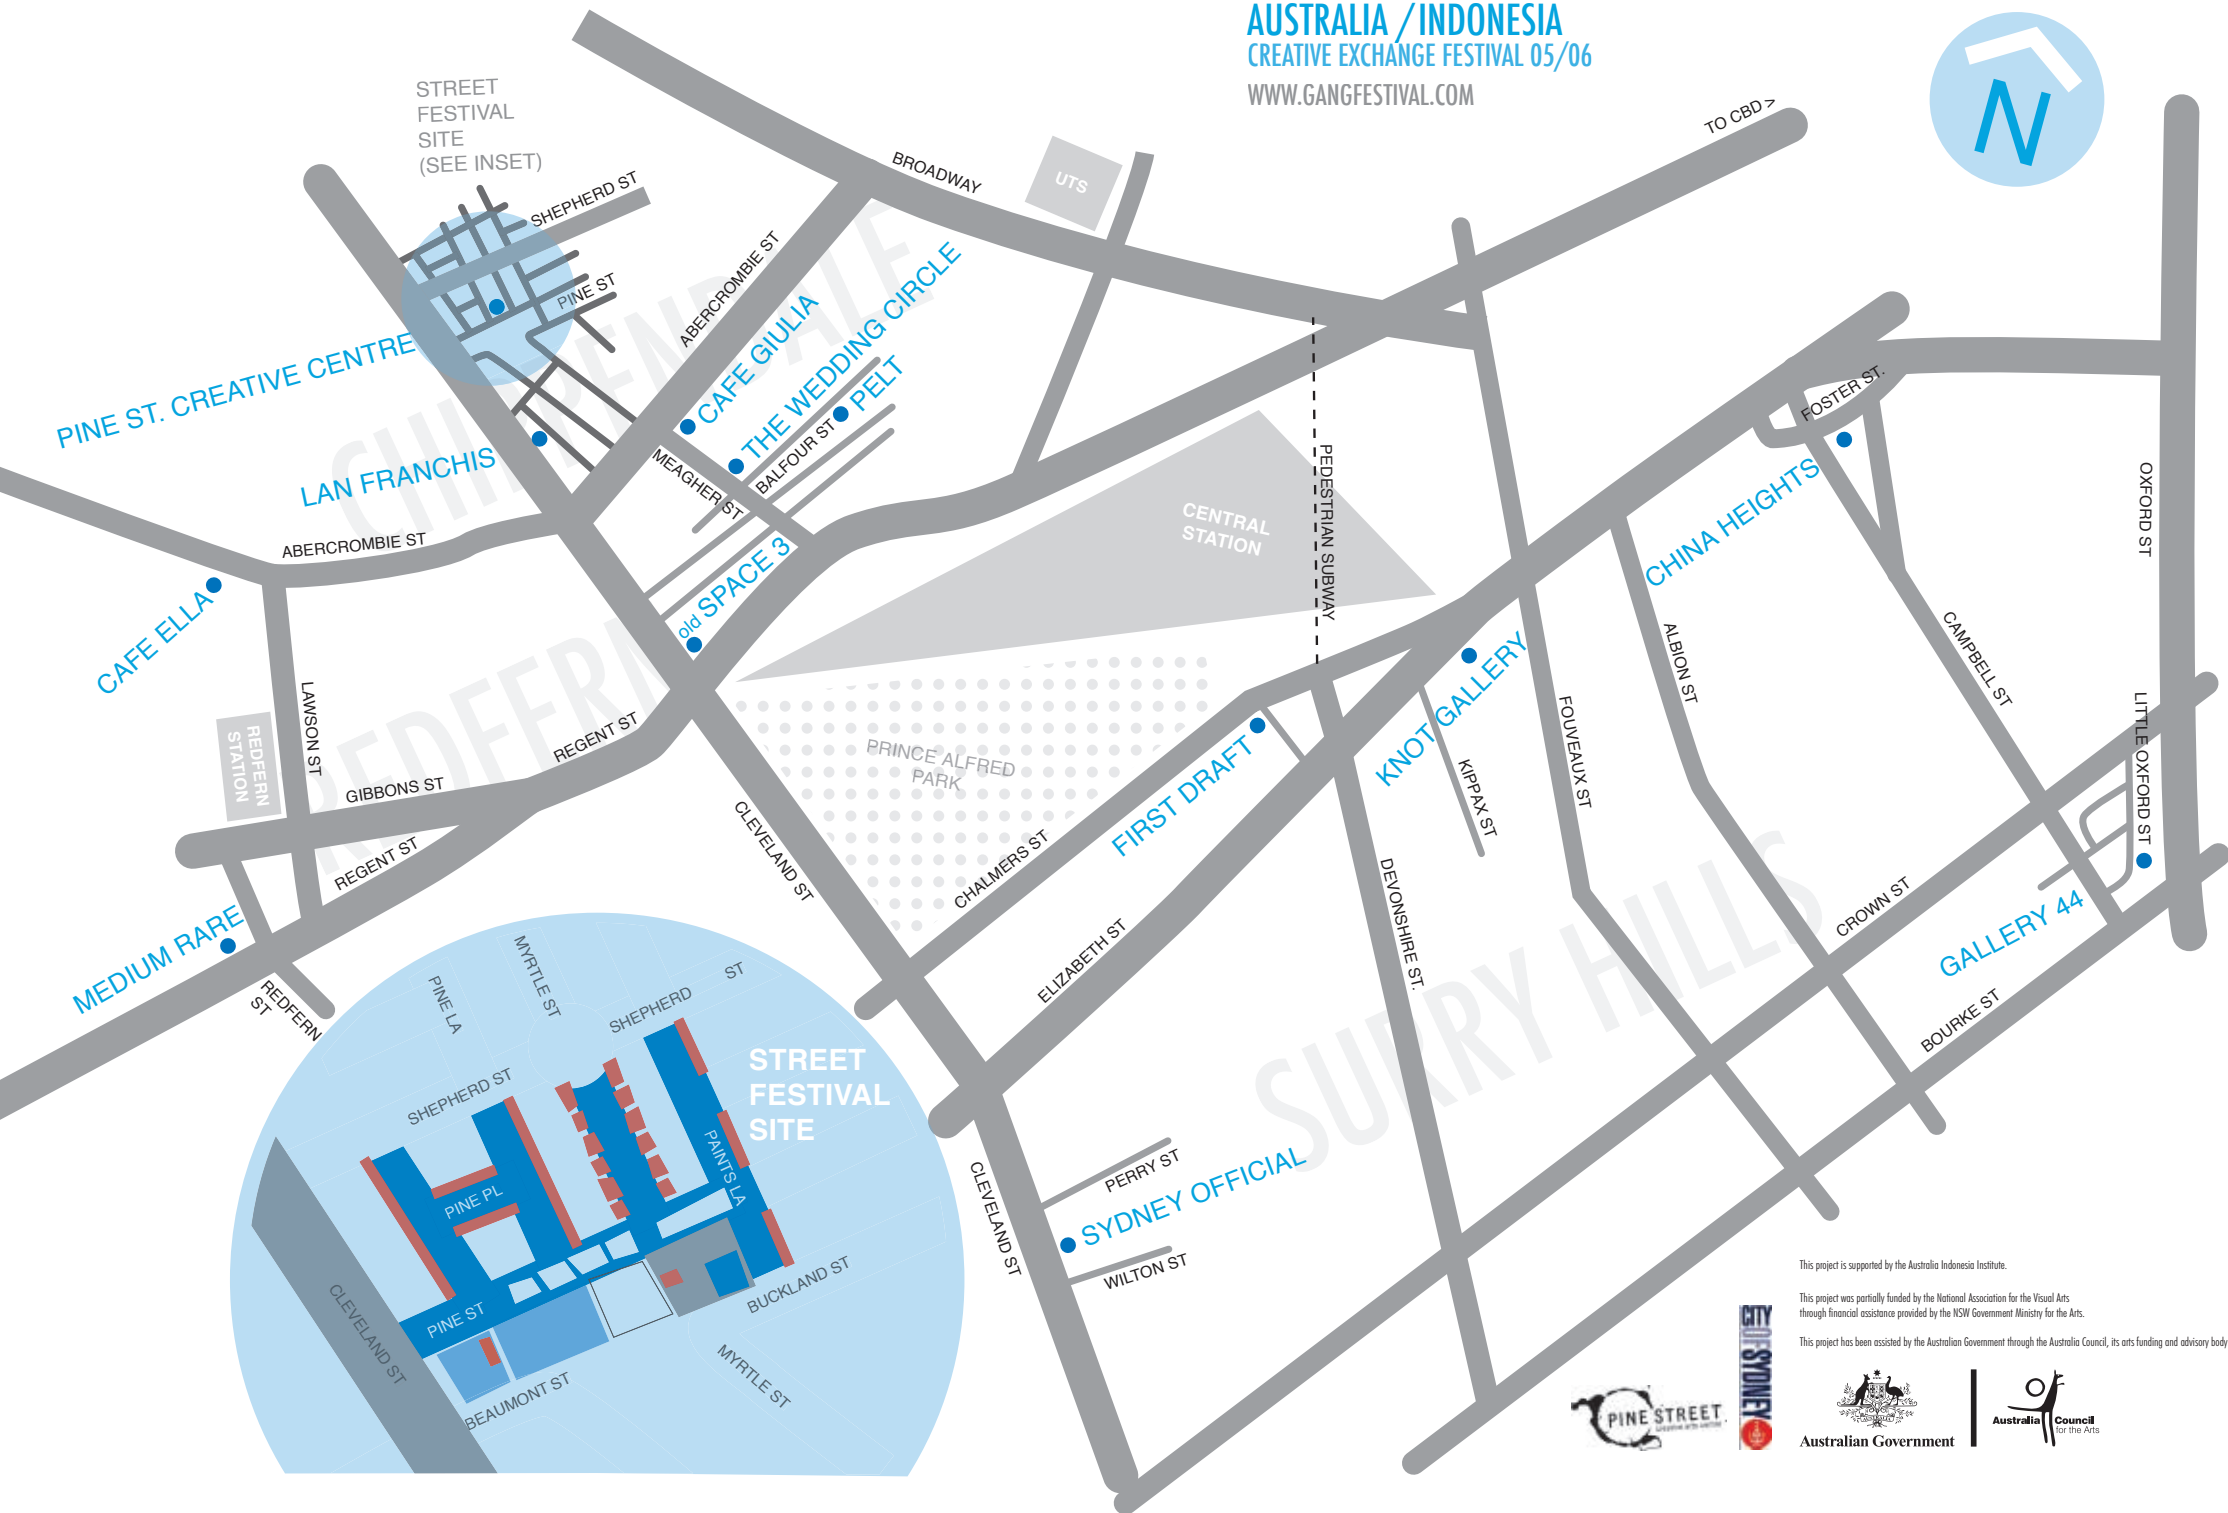 AUSTRALIA / INDONESIA
CREATIVE EXCHANGE FESTIVAL 05/06
WWW.GANGFESTIVAL.COM
N
TO CBD >
STREET
FESTIVAL
SITE
(SEE INSET)
SHEPHERD ST
BROADWAY
UTS
PINE ST
ABERCROMBIE ST
CHIPPENDALE
PINE ST. CREATIVE CENTRE
CAFE GIULIA
THE WEDDING CIRCLE
PELT
BALFOUR ST
MEAGHER ST
LAN FRANCHIS
ABERCROMBIE ST
CAFE ELLA
old SPACE 3
CENTRAL
STATION
PEDESTRIAN SUBWAY
FOSTER ST.
CHINA HEIGHTS
OXFORD ST
REDFERN
LAWSON ST
REDFERN
STATION
REGENT ST
GIBBONS ST
REGENT ST
PRINCE ALFRED
PARK
KNOT GALLERY
FIRST DRAFT
KIPPAX ST
FOUVEAUX ST
ALBION ST
CAMPBELL ST
LITTLE OXFORD ST
CLEVELAND ST
CHALMERS ST
ELIZABETH ST
DEVONSHIRE ST.
SURRY HILLS
CROWN ST
GALLERY 44
BOURKE ST
MEDIUM RARE
REDFERN
ST
PINE LA
MYRTLE ST
SHEPHERD
ST
SHEPHERD ST
STREET
FESTIVAL
SITE
PAINTS LA
PINE PL
PINE ST
CLEVELAND ST
BUCKLAND ST
BEAUMONT ST
MYRTLE ST
CLEVELAND ST
PERRY ST
SYDNEY OFFICIAL
WILTON ST
This project is supported by the Australia Indonesia Institute.
This project was partially funded by the National Association for the Visual Arts
through financial assistance provided by the NSW Government Ministry for the Arts.
This project has been assisted by the Australian Government through the Australia Council, its arts funding and advisory body
CITY OF SYDNEY
PINE STREET
creative arts centre
Australian Government
Australia Council
for the Arts